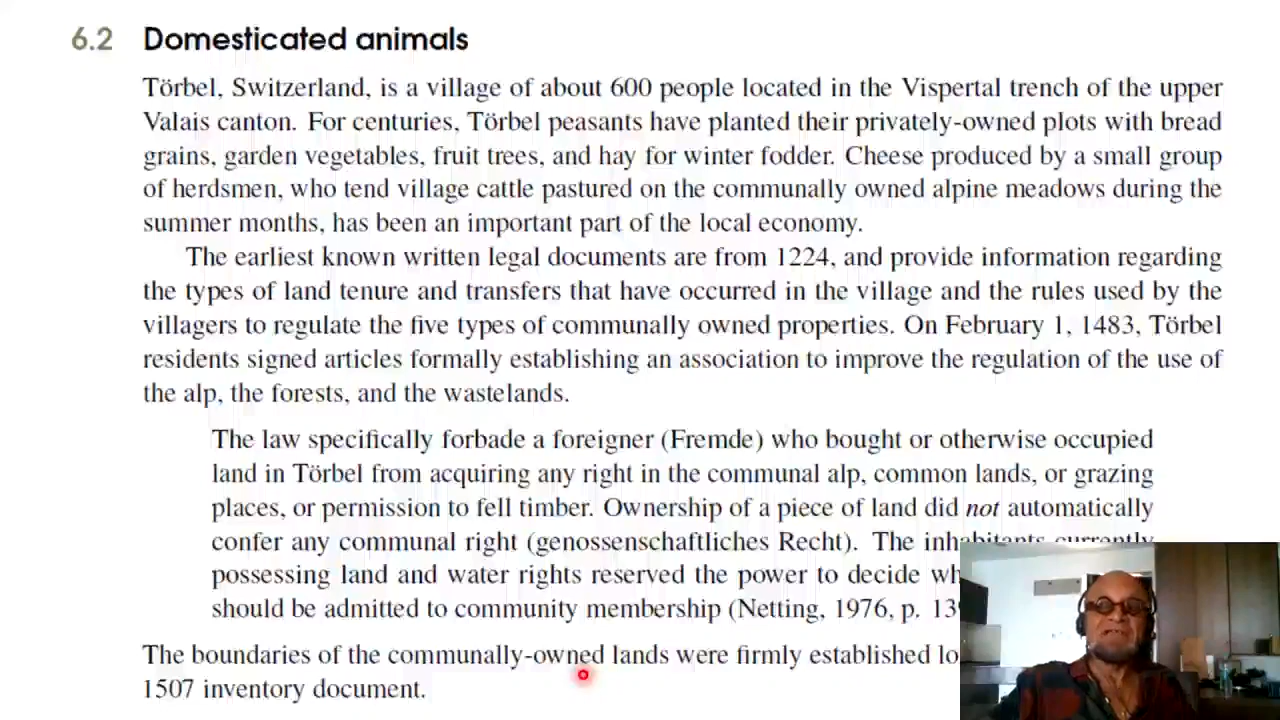 6.2 Domesticated animals
Törbel, Switzerland, is a village of about 600 people located in the Vispertal trench of the upper
Valais canton. For centuries, Törbel peasants have planted their privately-owned plots with bread
grains, garden vegetables, fruit trees, and hay for winter fodder. Cheese produced by a small group
of herdsmen, who tend village cattle pastured on the communally owned alpine meadows during the
summer months, has been an important part of the local economy.
The earliest known written legal documents are from 1224, and provide information regarding
the types of land tenure and transfers that have occurred in the village and the rules used by the
villagers to regulate the five types of communally owned properties. On February 1, 1483, Törbel
residents signed articles formally establishing an association to improve the regulation of the use of
the alp, the forests, and the wastelands.
The law specifically forbade a foreigner (Fremde) who bought or otherwise occupied
land in Törbel from acquiring any right in the communal alp, common lands, or grazing
places, or permission to fell timber. Ownership of a piece of land did not automatically
confer any communal right (genossenschaftliches Recht). The inhabitants currently
possessing land and water rights reserved the power to decide
should be admitted to community membership (Netting, 1976, p.
The boundaries of the communally-owned lands were firmly established
1507 inventory document.